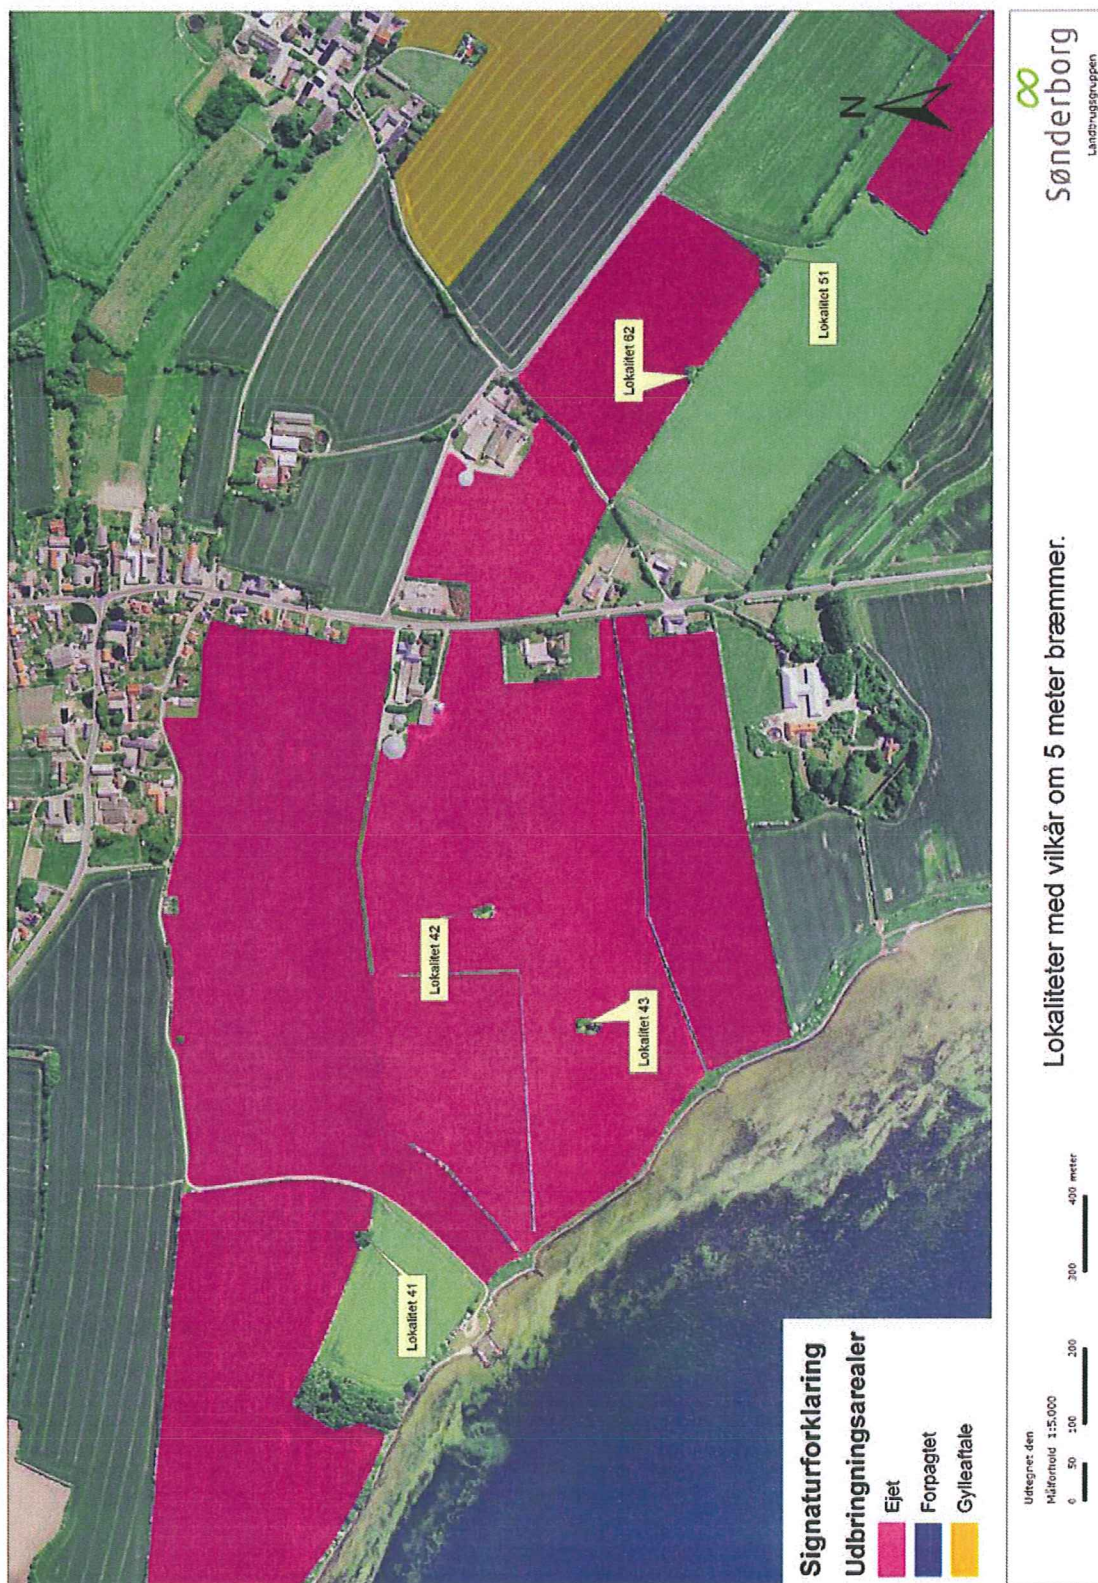 Lokalitet 41
Lokalitet 42
Lokalitet 43
Lokalitet 62
Lokalitet 51
N
Signaturforklaring
Udbringningsarealer
Ejet
Forpagtet
Gylleaftale
Udtegnet den
Målforhold 1:5.000
0 50 100 200 300 400 meter
Lokaliteter med vilkår om 5 meter bræmmer.
Sønderborg
Landbrugsgruppen